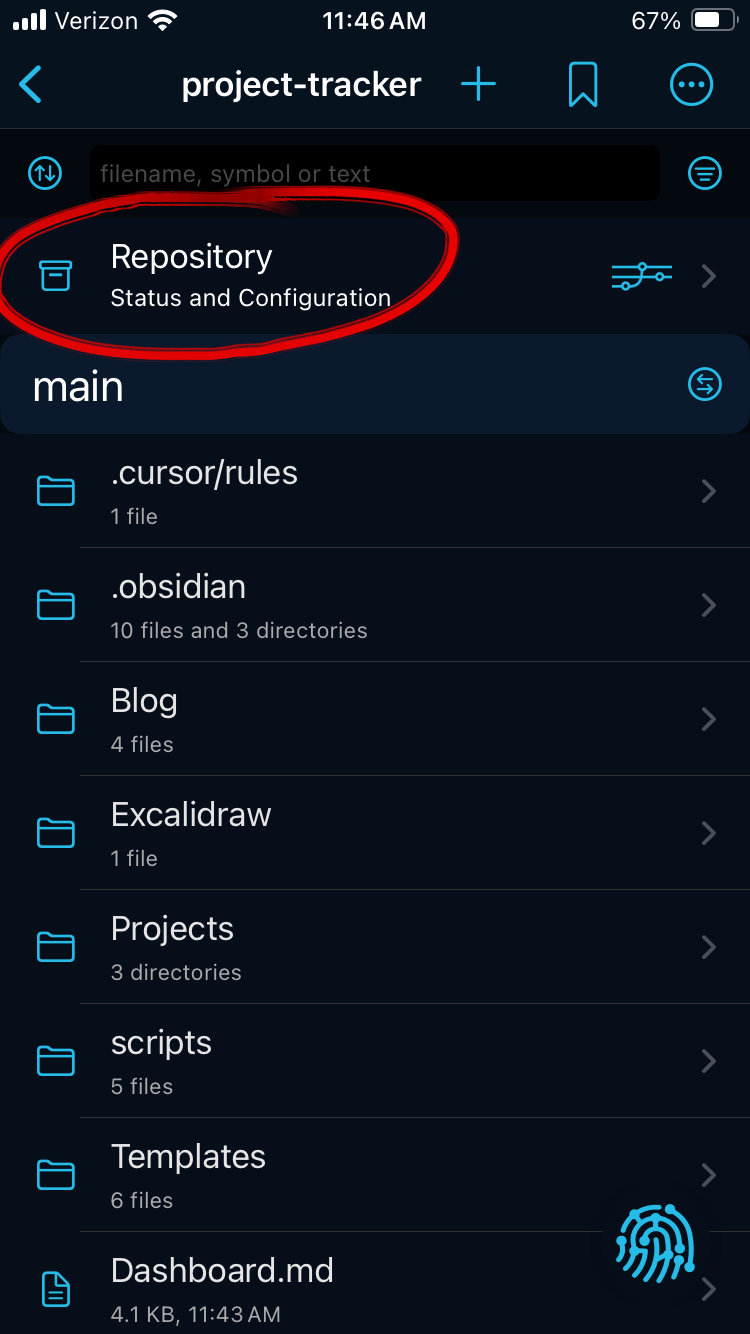 Verizon 11:46 AM 67%
project-tracker
filename, symbol or text
Repository
Status and Configuration
main
.cursor/rules
1 file
.obsidian
10 files and 3 directories
Blog
4 files
Excalidraw
1 file
Projects
3 directories
scripts
5 files
Templates
6 files
Dashboard.md
4.1 KB, 11:43 AM